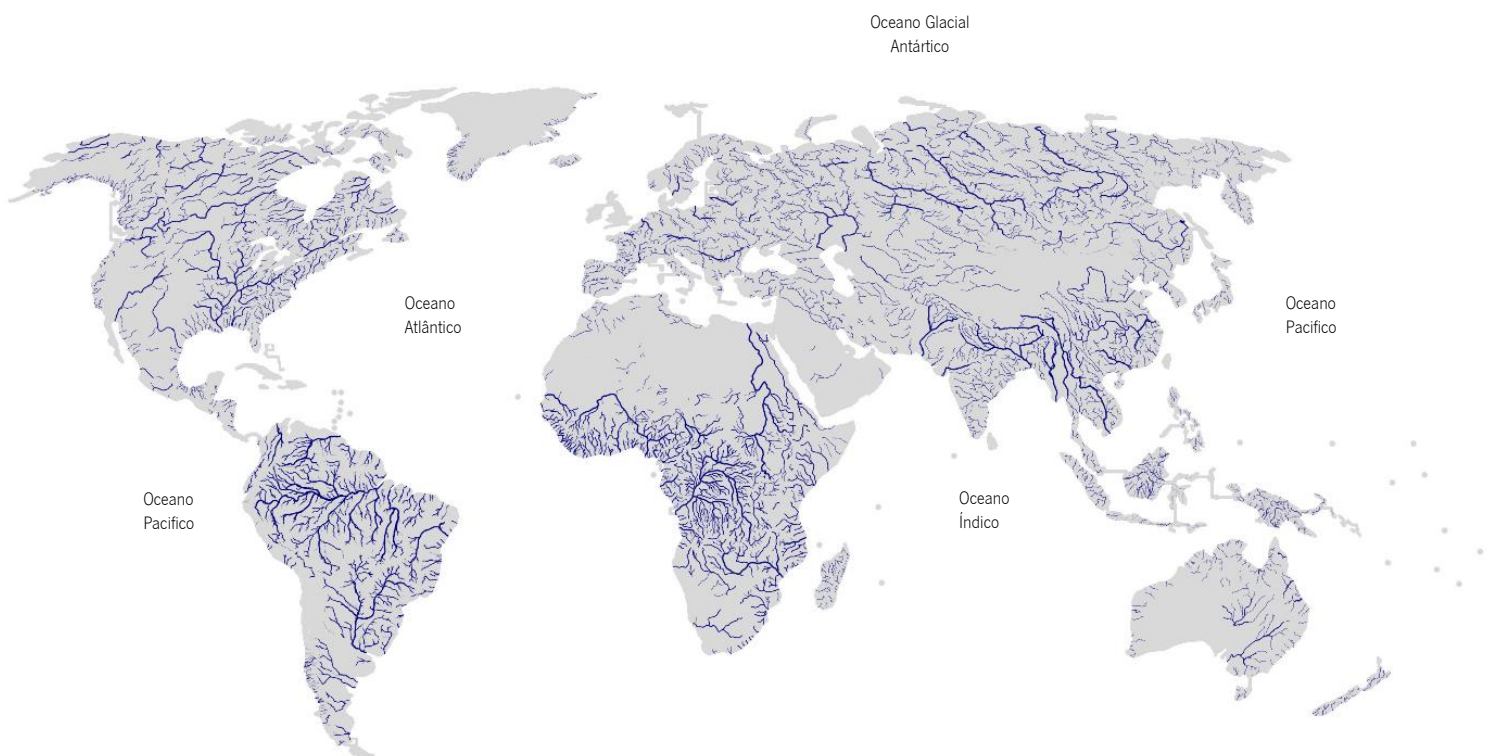 Oceano Glacial
Antártico
Oceano
Atlântico
Oceano
Pacifico
Oceano
Pacifico
Oceano
Índico